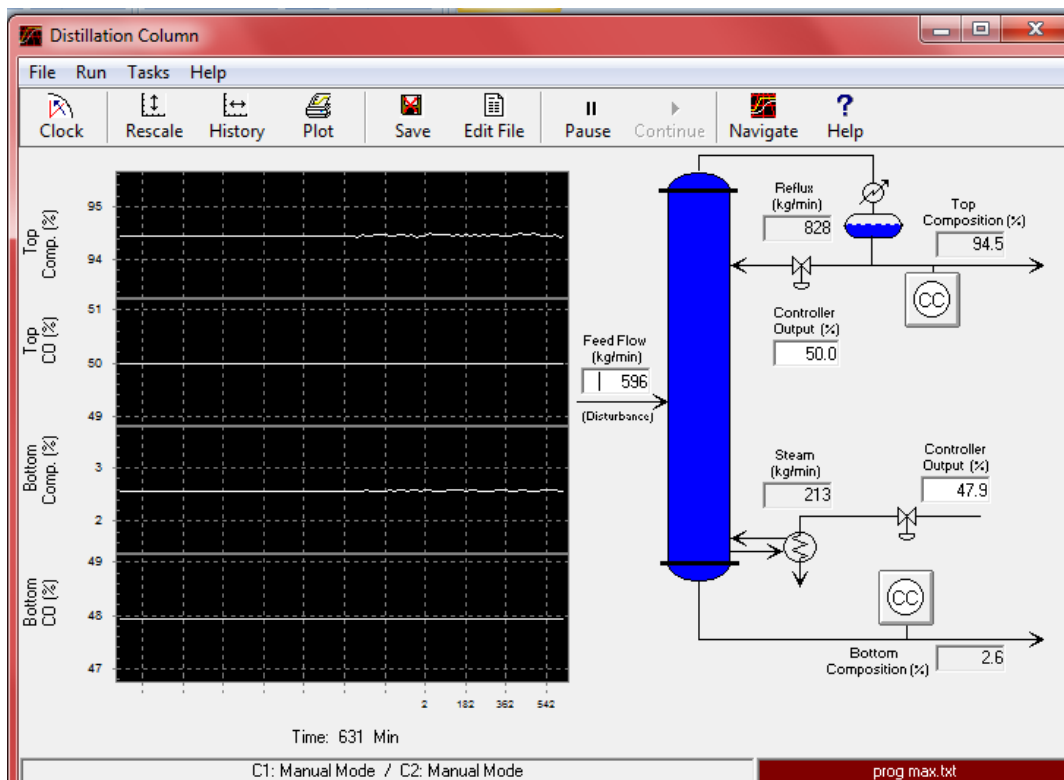 Distillation Column
File Run Tasks Help
Clock Rescale History Plot Save Edit File Pause Continue Navigate Help
95
94
Top
Comp. (%)
51
50
49
Top
CO (%)
3
2
Bottom
Comp. (%)
49
48
47
Bottom
CO (%)
2 182 362 542
Time: 631 Min
Reflux
(kg/min)
828
Top
Composition (%)
94.5
CC
Controller
Output (%)
50.0
Feed Flow
(kg/min)
596
(Disturbance)
Steam
(kg/min)
213
Controller
Output (%)
47.9
CC
Bottom
Composition (%)
2.6
C1: Manual Mode / C2: Manual Mode
prog max.txt